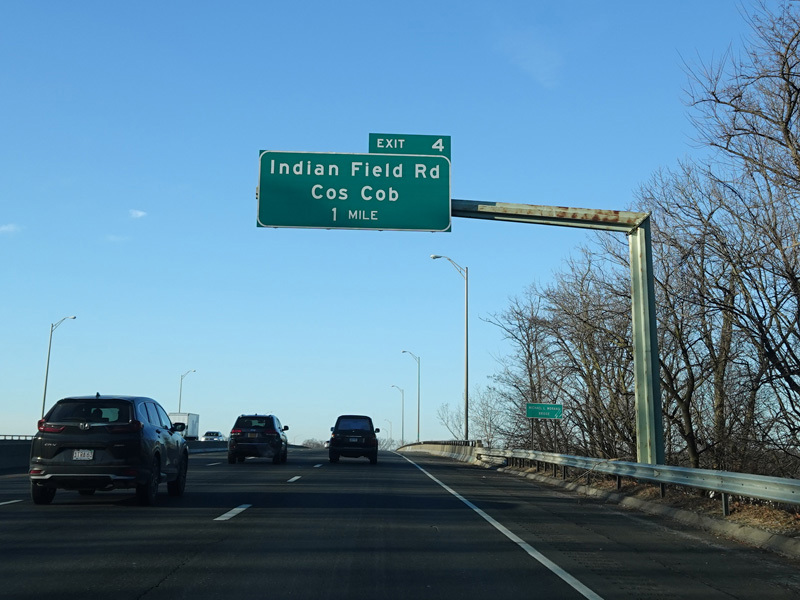 EXIT 4
Indian Field Rd
Cos Cob
1 MILE